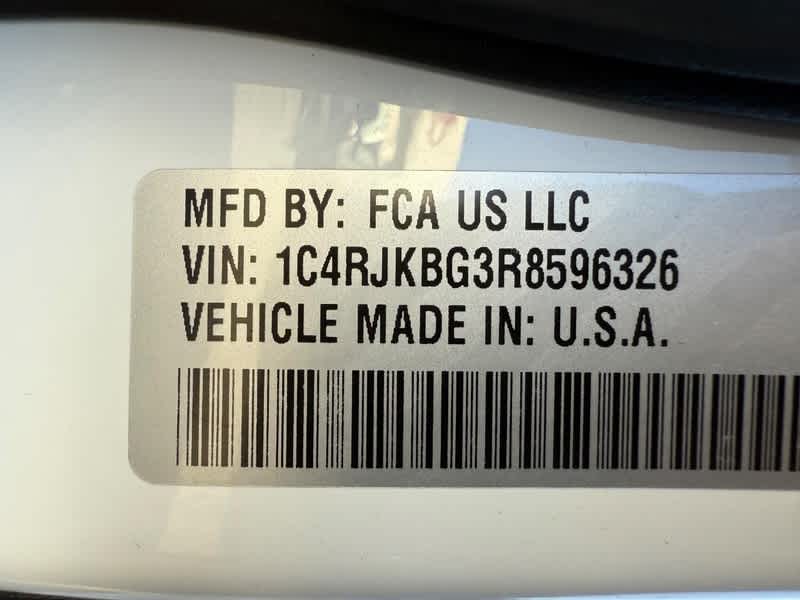 MFD BY: FCA US LLC
VIN: 1C4RJKBG3R8596326
VEHICLE MADE IN: U.S.A.